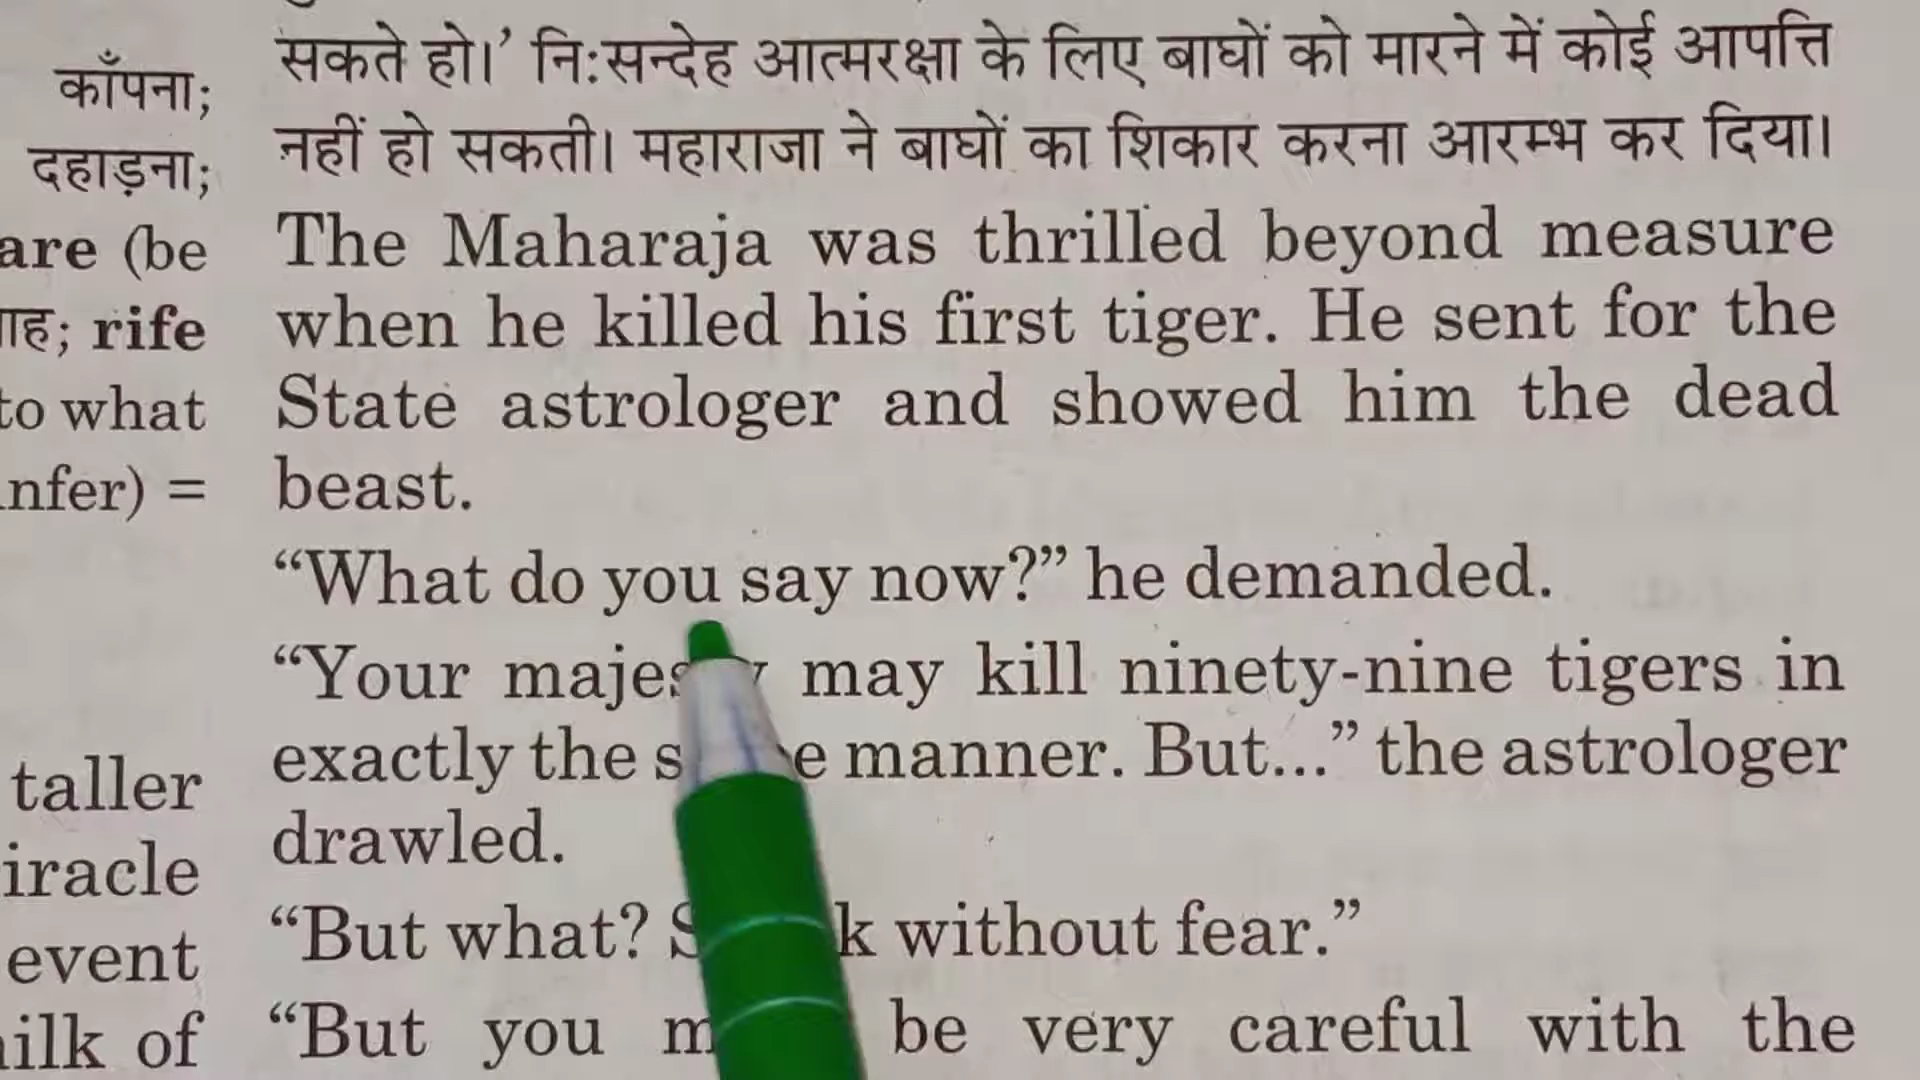 काँपना;
दहाड़ना;
are (be
rife
to what
nfer) =
taller
iracle
event
ilk of
सकते हो।’ नि:सन्देह आत्मरक्षा के लिए बाघों को मारने में कोई आपत्ति
नहीं हो सकती। महाराजा ने बाघों का शिकार करना आरम्भ कर दिया।
The Maharaja was thrilled beyond measure
when he killed his first tiger. He sent for the
State astrologer and showed him the dead
beast.
“What do you say now?” he demanded.
“Your may kill ninety-nine tigers in
exactly the manner. But...” the astrologer
drawled.
“But what? without fear.”
“But you be very careful with the